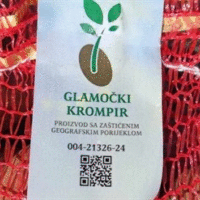 GLAMOČKI
KROMPIR
PROIZVOD SA ZAŠTIĆENIM
GEOGRAFSKIM PORIJEKLOM
004-21326-24